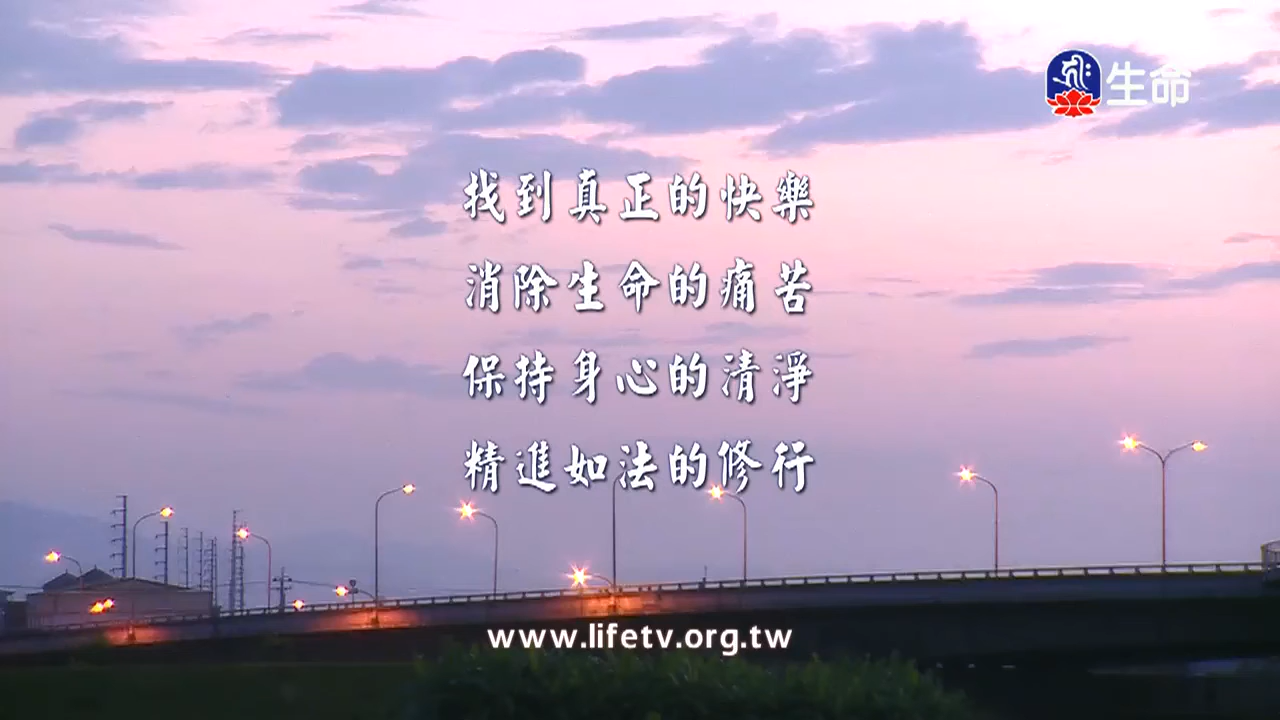 生命
找到真正的快樂
消除生命的痛苦
保持身心的清淨
精進如法的修行
www.lifetv.org.tw